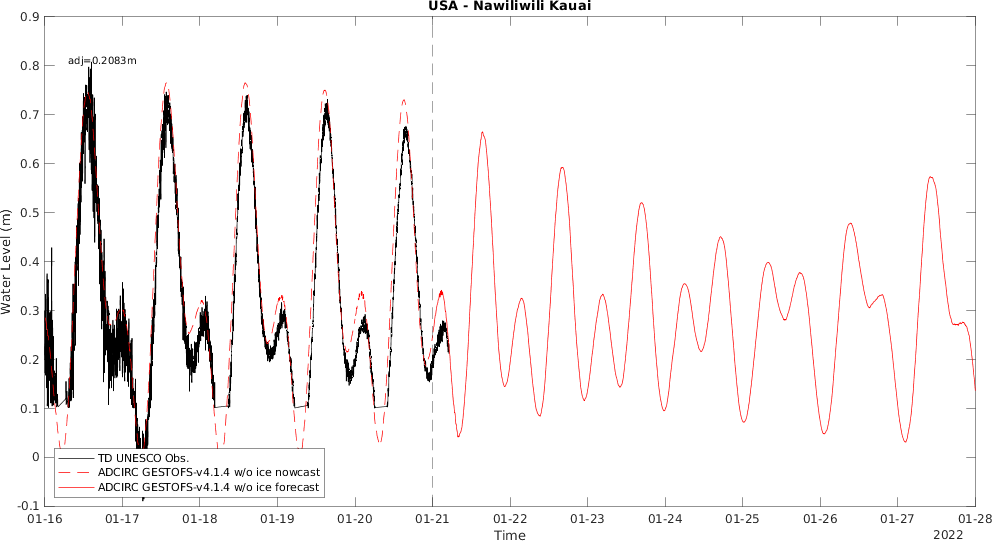 USA - Nawiliwili Kauai
0.9
0.8
0.7
0.6
0.5
0.4
0.3
0.2
0.1
0
-0.1
Water Level (m)
adj=0.2083m
TD UNESCO Obs.
ADCIRC GESTOFS-v4.1.4 w/o ice nowcast
ADCIRC GESTOFS-v4.1.4 w/o ice forecast
01-16 01-17 01-18 01-19 01-20 01-21 01-22 01-23 01-24 01-25 01-26 01-27 01-28
Time
2022